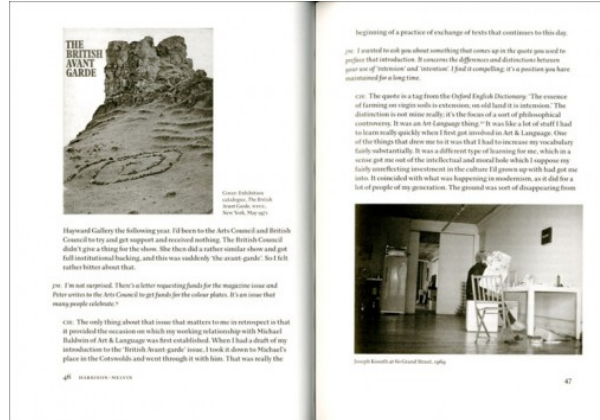 THE
BRITISH
AVANT
GARDE
Cover: Exhibition
catalogue, The British
Avant Garde,
New York, May 1971
Hayward Gallery the following year. I'd been to the Arts Council and British
Council to try and get support and received nothing. The British Council
didn't give a thing for the show. She then did a rather similar show and got
full institutional backing, and this was suddenly 'the avant-garde'. So I felt
rather bitter about that.
JM: I'm not surprised. There's a letter requesting funds for the magazine issue and
Peter writes to the Arts Council to get funds for the colour plates. It's an issue that
many people celebrate.
CH: The only thing about that issue that matters to me in retrospect is that
it provided the occasion on which my working relationship with Michael
Baldwin of Art & Language was first established. When I had a draft of my
introduction to the 'British Avant-garde' issue, I took it down to Michael's
place in the Cotswolds and went through it with him. That was really the
46 HARRISON–MELVIN
beginning of a practice of exchange of texts that continues to this day.
JM: I wanted to ask you about something that comes up in the quote you used to
preface that introduction. It concerns the differences and distinctions between
your use of 'intension' and 'intention'. I find it compelling; it's a position you have
maintained for a long time.
CH: The quote is a tag from the Oxford English Dictionary: 'The essence
of farming on virgin soils is extension; on old land it is intension.' The
distinction is not mine really; it's the focus of a sort of philosophical
controversy. It was an Art-Language thing. It was like a lot of stuff I had
to learn really quickly when I first got involved in Art & Language. One
of the things that drew me to it was that I had to increase my vocabulary
fairly substantially. It was a different type of learning for me, which in a
sense got me out of the intellectual and moral hole which I suppose my
fairly unreflecting investment in the culture I'd grown up with had got me
into. It coincided with what was happening in modernism, as it did for a
lot of people of my generation. The ground was sort of disappearing from
Joseph Kosuth at 60 Grand Street, 1969
47